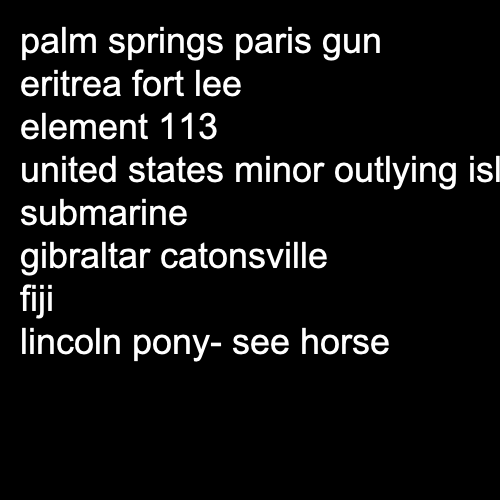 palm springs paris gun
eritrea fort lee
element 113
united states minor outlying
submarine
gibraltar catonsville
fiji
lincoln pony- see horse